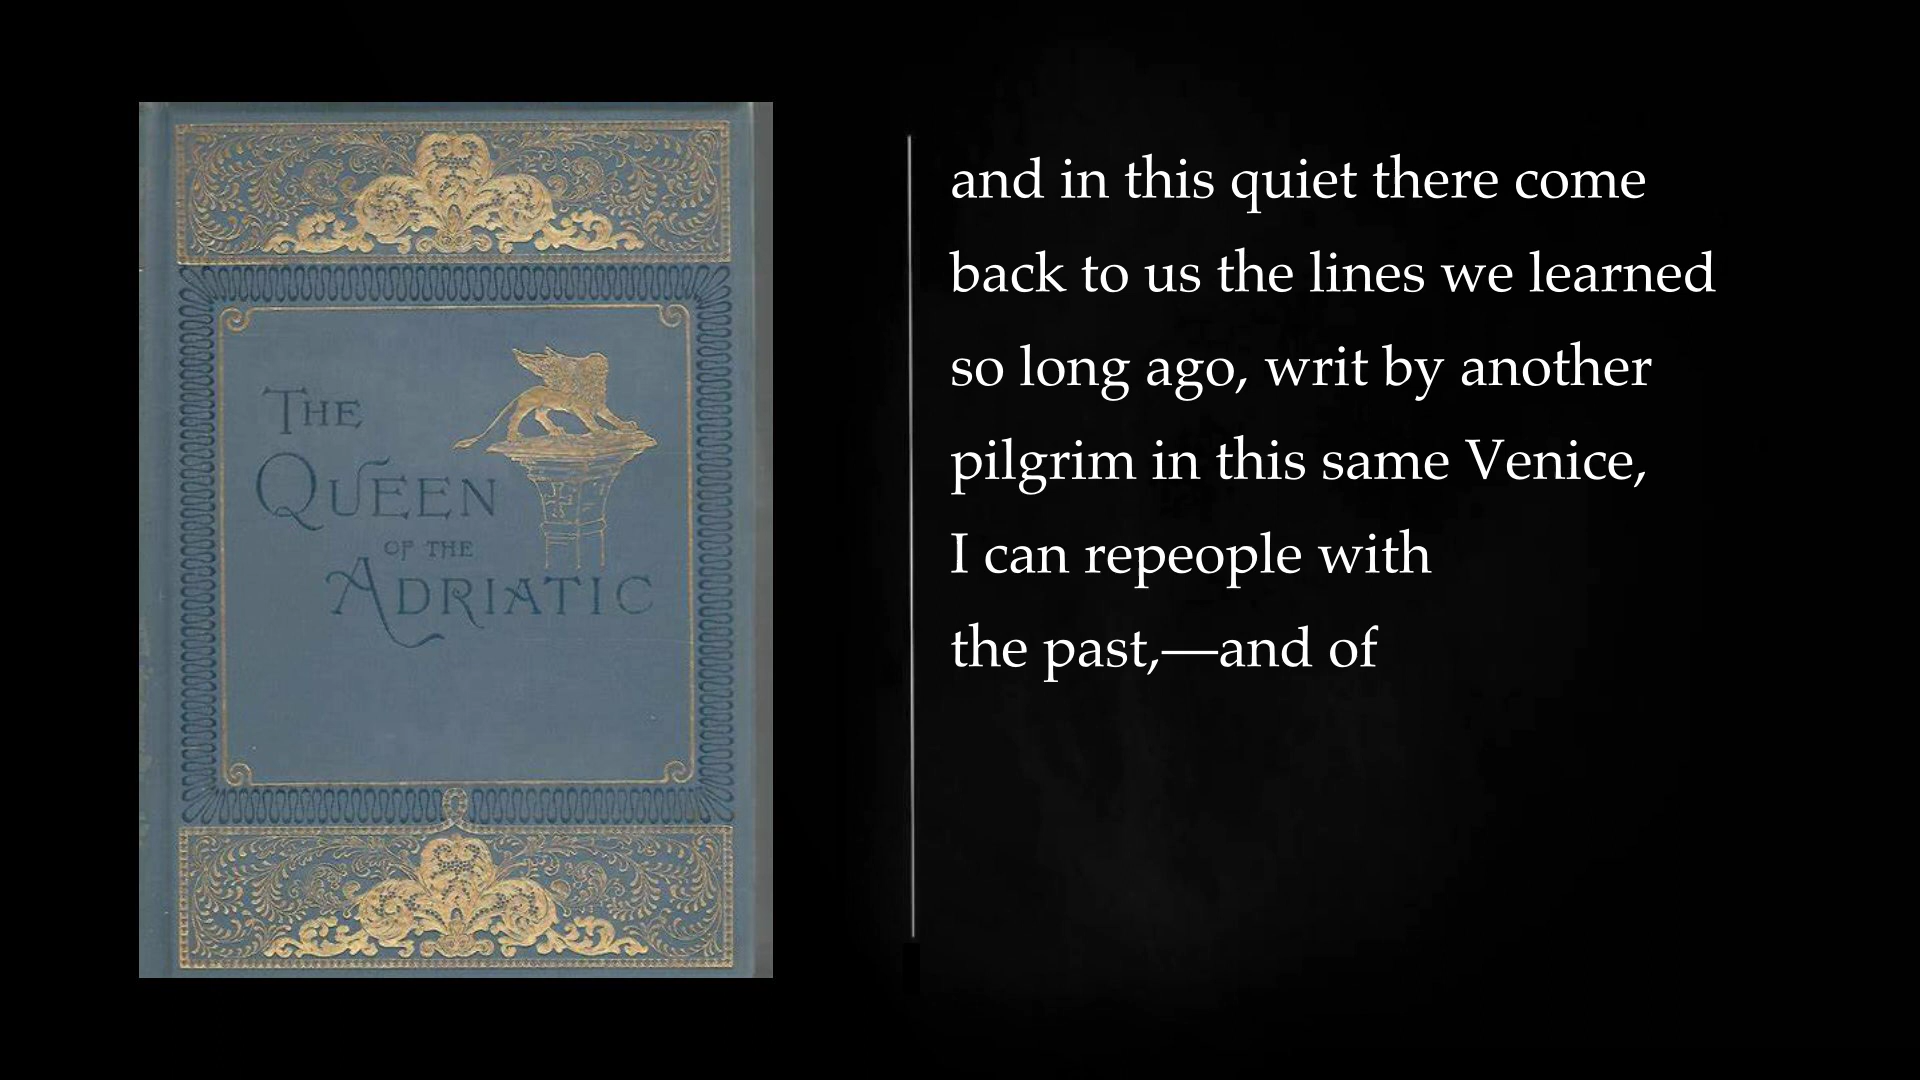 THE
QUEEN
OF THE
ADRIATIC
and in this quiet there come
back to us the lines we learned
so long ago, writ by another
pilgrim in this same Venice,
I can repeople with
the past,—and of